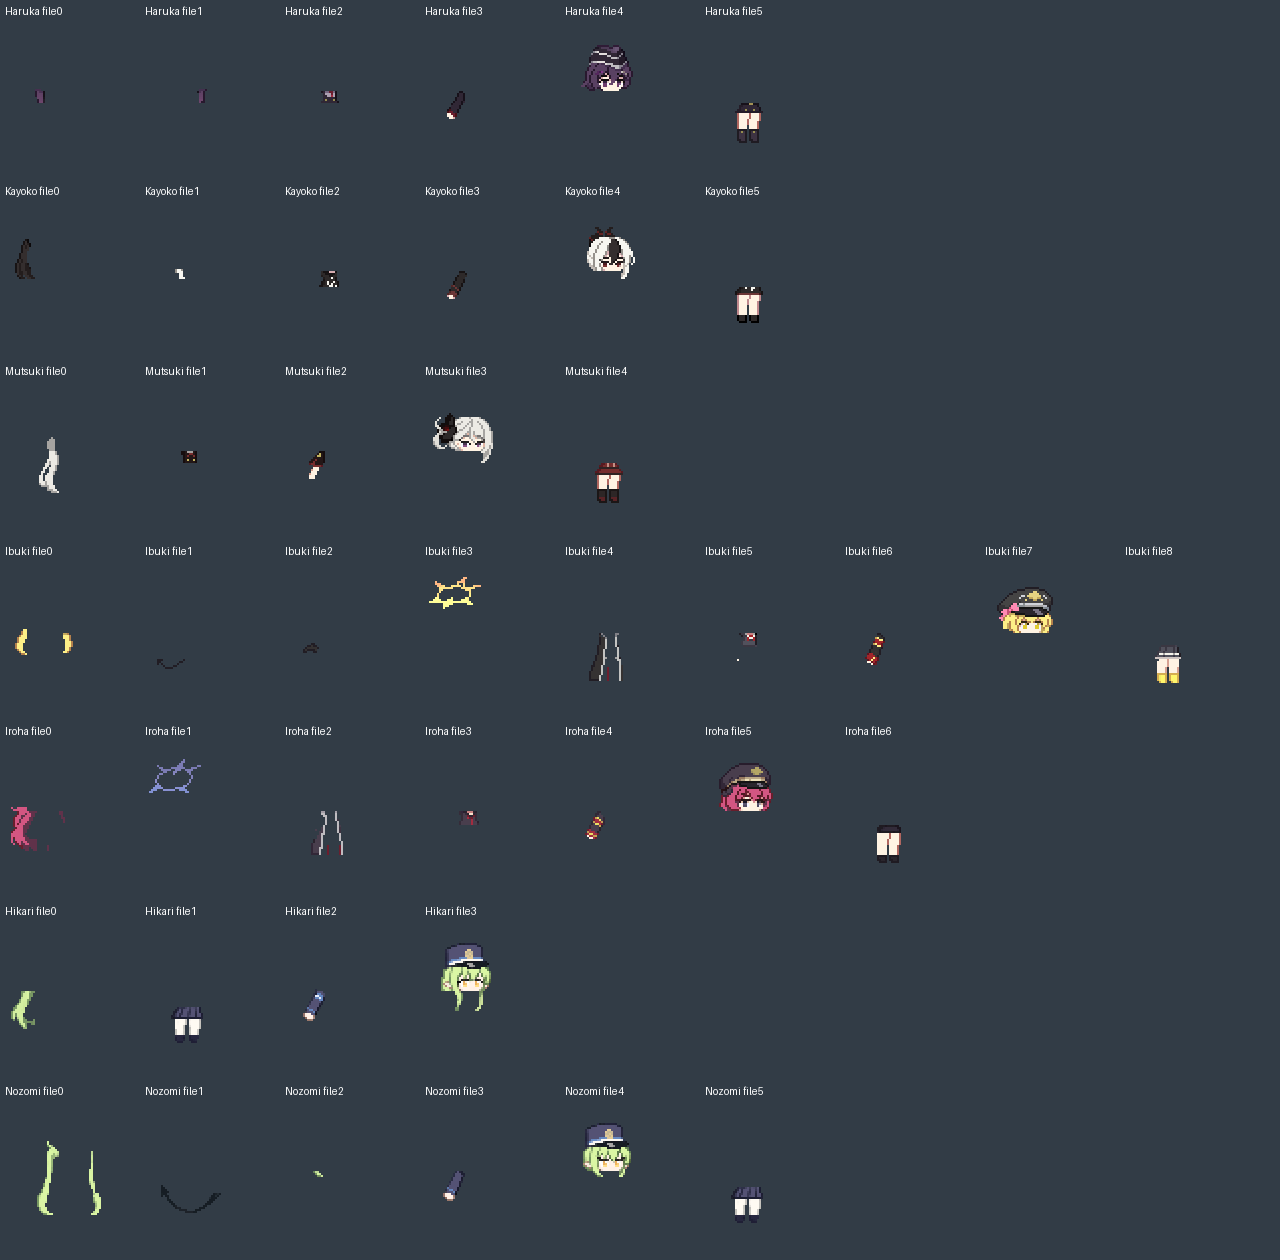 Haruka file0 Haruka file1 Haruka file2 Haruka file3 Haruka file4 Haruka file5
Kayoko file0 Kayoko file1 Kayoko file2 Kayoko file3 Kayoko file4 Kayoko file5
Mutsuki file0 Mutsuki file1 Mutsuki file2 Mutsuki file3 Mutsuki file4
Ibuki file0 Ibuki file1 Ibuki file2 Ibuki file3 Ibuki file4 Ibuki file5 Ibuki file6 Ibuki file7 Ibuki file8
Iroha file0 Iroha file1 Iroha file2 Iroha file3 Iroha file4 Iroha file5 Iroha file6
Hikari file0 Hikari file1 Hikari file2 Hikari file3
Nozomi file0 Nozomi file1 Nozomi file2 Nozomi file3 Nozomi file4 Nozomi file5